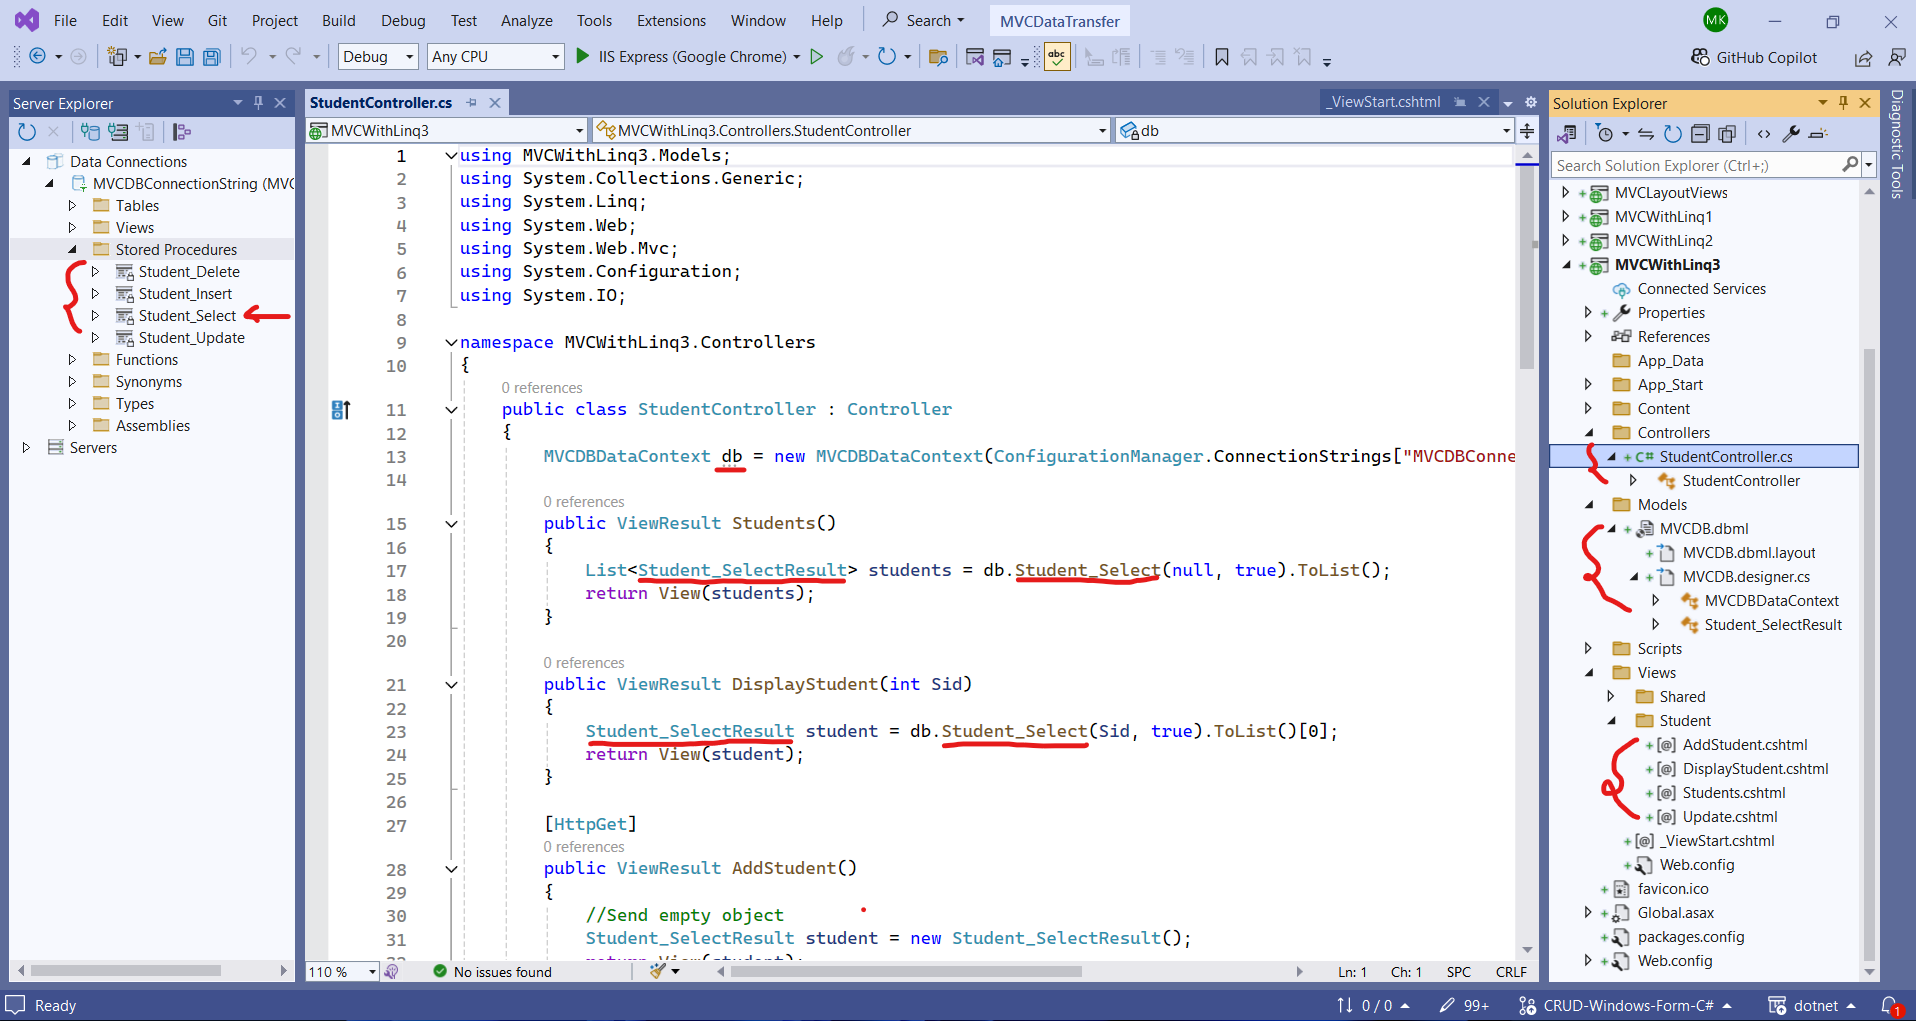 File Edit View Git Project Build Debug Test Analyze Tools Extensions Window Help Search MVCDataTransfer MK
Debug Any CPU IIS Express (Google Chrome) abc GitHub Copilot
Server Explorer
Data Connections
MVCDBConnectionString (MVC
Tables
Views
Stored Procedures
Student_Delete
Student_Insert
Student_Select
Student_Update
Functions
Synonyms
Types
Assemblies
Servers
StudentController.cs
_ViewStart.cshtml
MVCWithLinq3 MVCWithLinq3.Controllers.StudentController db
1 using MVCWithLinq3.Models;
2 using System.Collections.Generic;
3 using System.Linq;
4 using System.Web;
5 using System.Web.Mvc;
6 using System.Configuration;
7 using System.IO;
8
9 namespace MVCWithLinq3.Controllers
10 {
0 references
11 public class StudentController : Controller
12 {
13 MVCDBDataContext db = new MVCDBDataContext(ConfigurationManager.ConnectionStrings["MVCDBConne
14
0 references
15 public ViewResult Students()
16 {
17 List<Student_SelectResult> students = db.Student_Select(null, true).ToList();
18 return View(students);
19 }
20
0 references
21 public ViewResult DisplayStudent(int Sid)
22 {
23 Student_SelectResult student = db.Student_Select(Sid, true).ToList()[0];
24 return View(student);
25 }
26
27 [HttpGet]
0 references
28 public ViewResult AddStudent()
29 {
30 //Send empty object
31 Student_SelectResult student = new Student_SelectResult();
110 % No issues found Ln: 1 Ch: 1 SPC CRLF
Solution Explorer
Search Solution Explorer (Ctrl+;)
MVCLayoutViews
MVCWithLinq1
MVCWithLinq2
MVCWithLinq3
Connected Services
Properties
References
App_Data
App_Start
Content
Controllers
C# StudentController.cs
StudentController
Models
MVCDB.dbml
MVCDB.dbml.layout
MVCDB.designer.cs
MVCDBDataContext
Student_SelectResult
Scripts
Views
Shared
Student
[@] AddStudent.cshtml
[@] DisplayStudent.cshtml
[@] Students.cshtml
[@] Update.cshtml
[@] _ViewStart.cshtml
Web.config
favicon.ico
Global.asax
packages.config
Web.config
Diagnostic Tools
Ready 0 / 0 99+ CRUD-Windows-Form-C# dotnet 1